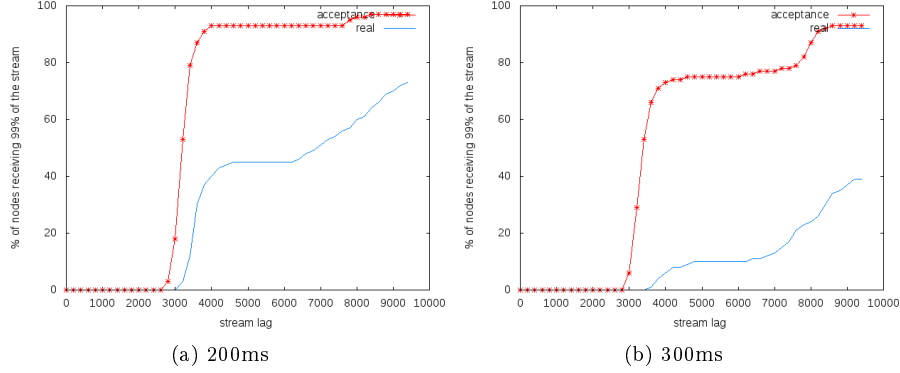 % of nodes receiving 99% of the stream
100
80
60
40
20
0
acceptance
real
0 1000 2000 3000 4000 5000 6000 7000 8000 9000 10000
stream lag
(a) 200ms
% of nodes receiving 99% of the stream
100
80
60
40
20
0
acceptance
real
0 1000 2000 3000 4000 5000 6000 7000 8000 9000 10000
stream lag
(b) 300ms